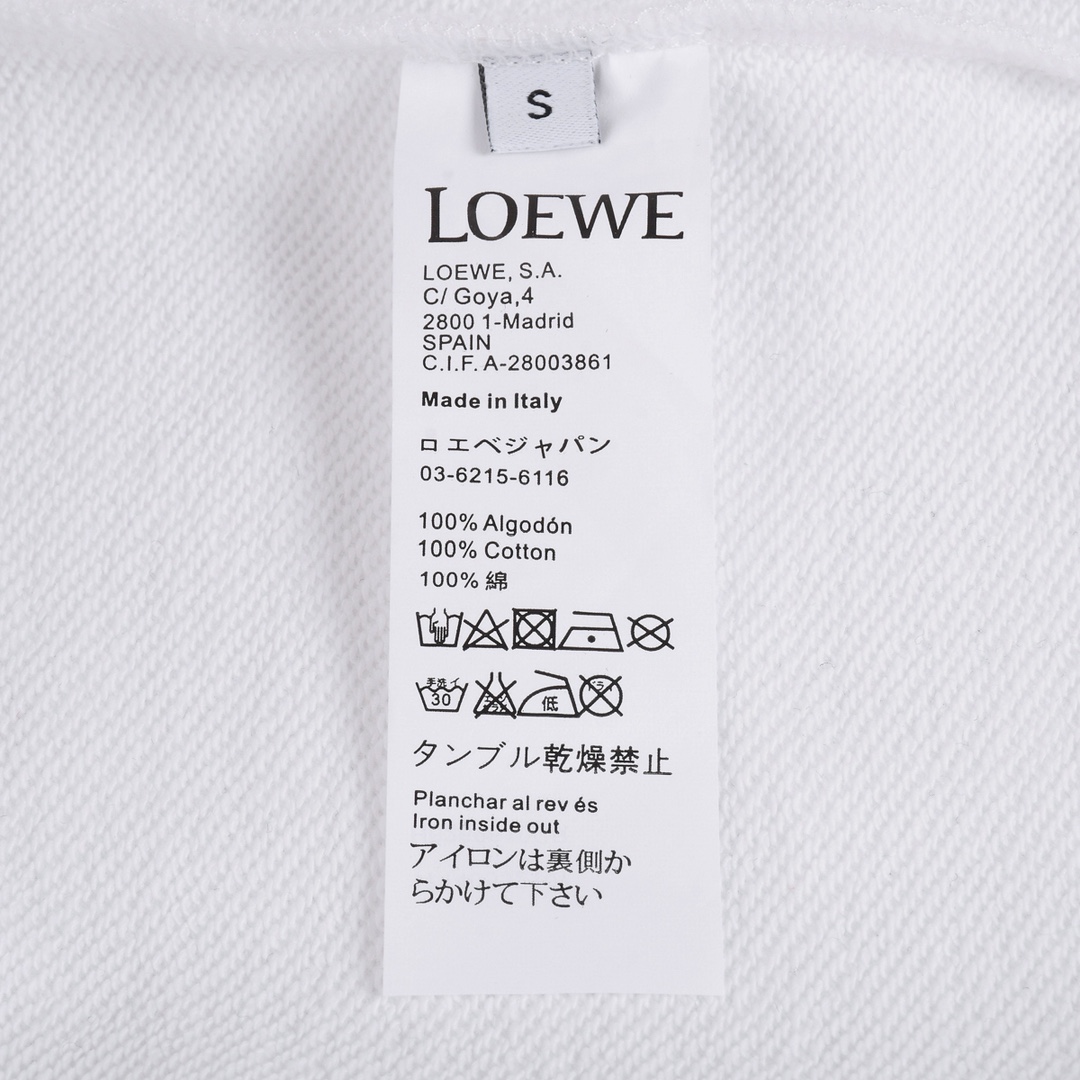 S
LOEWE
LOEWE, S.A.
C/ Goya,4
2800 1-Madrid
SPAIN
C.I.F. A-28003861
Made in Italy
ロエベジャパン
03-6215-6116
100% Algodón
100% Cotton
100% 綿
手洗イ
30
低
タンブル乾燥禁止
Planchar al rev és
Iron inside out
アイロンは裏側か
らかけて下さい